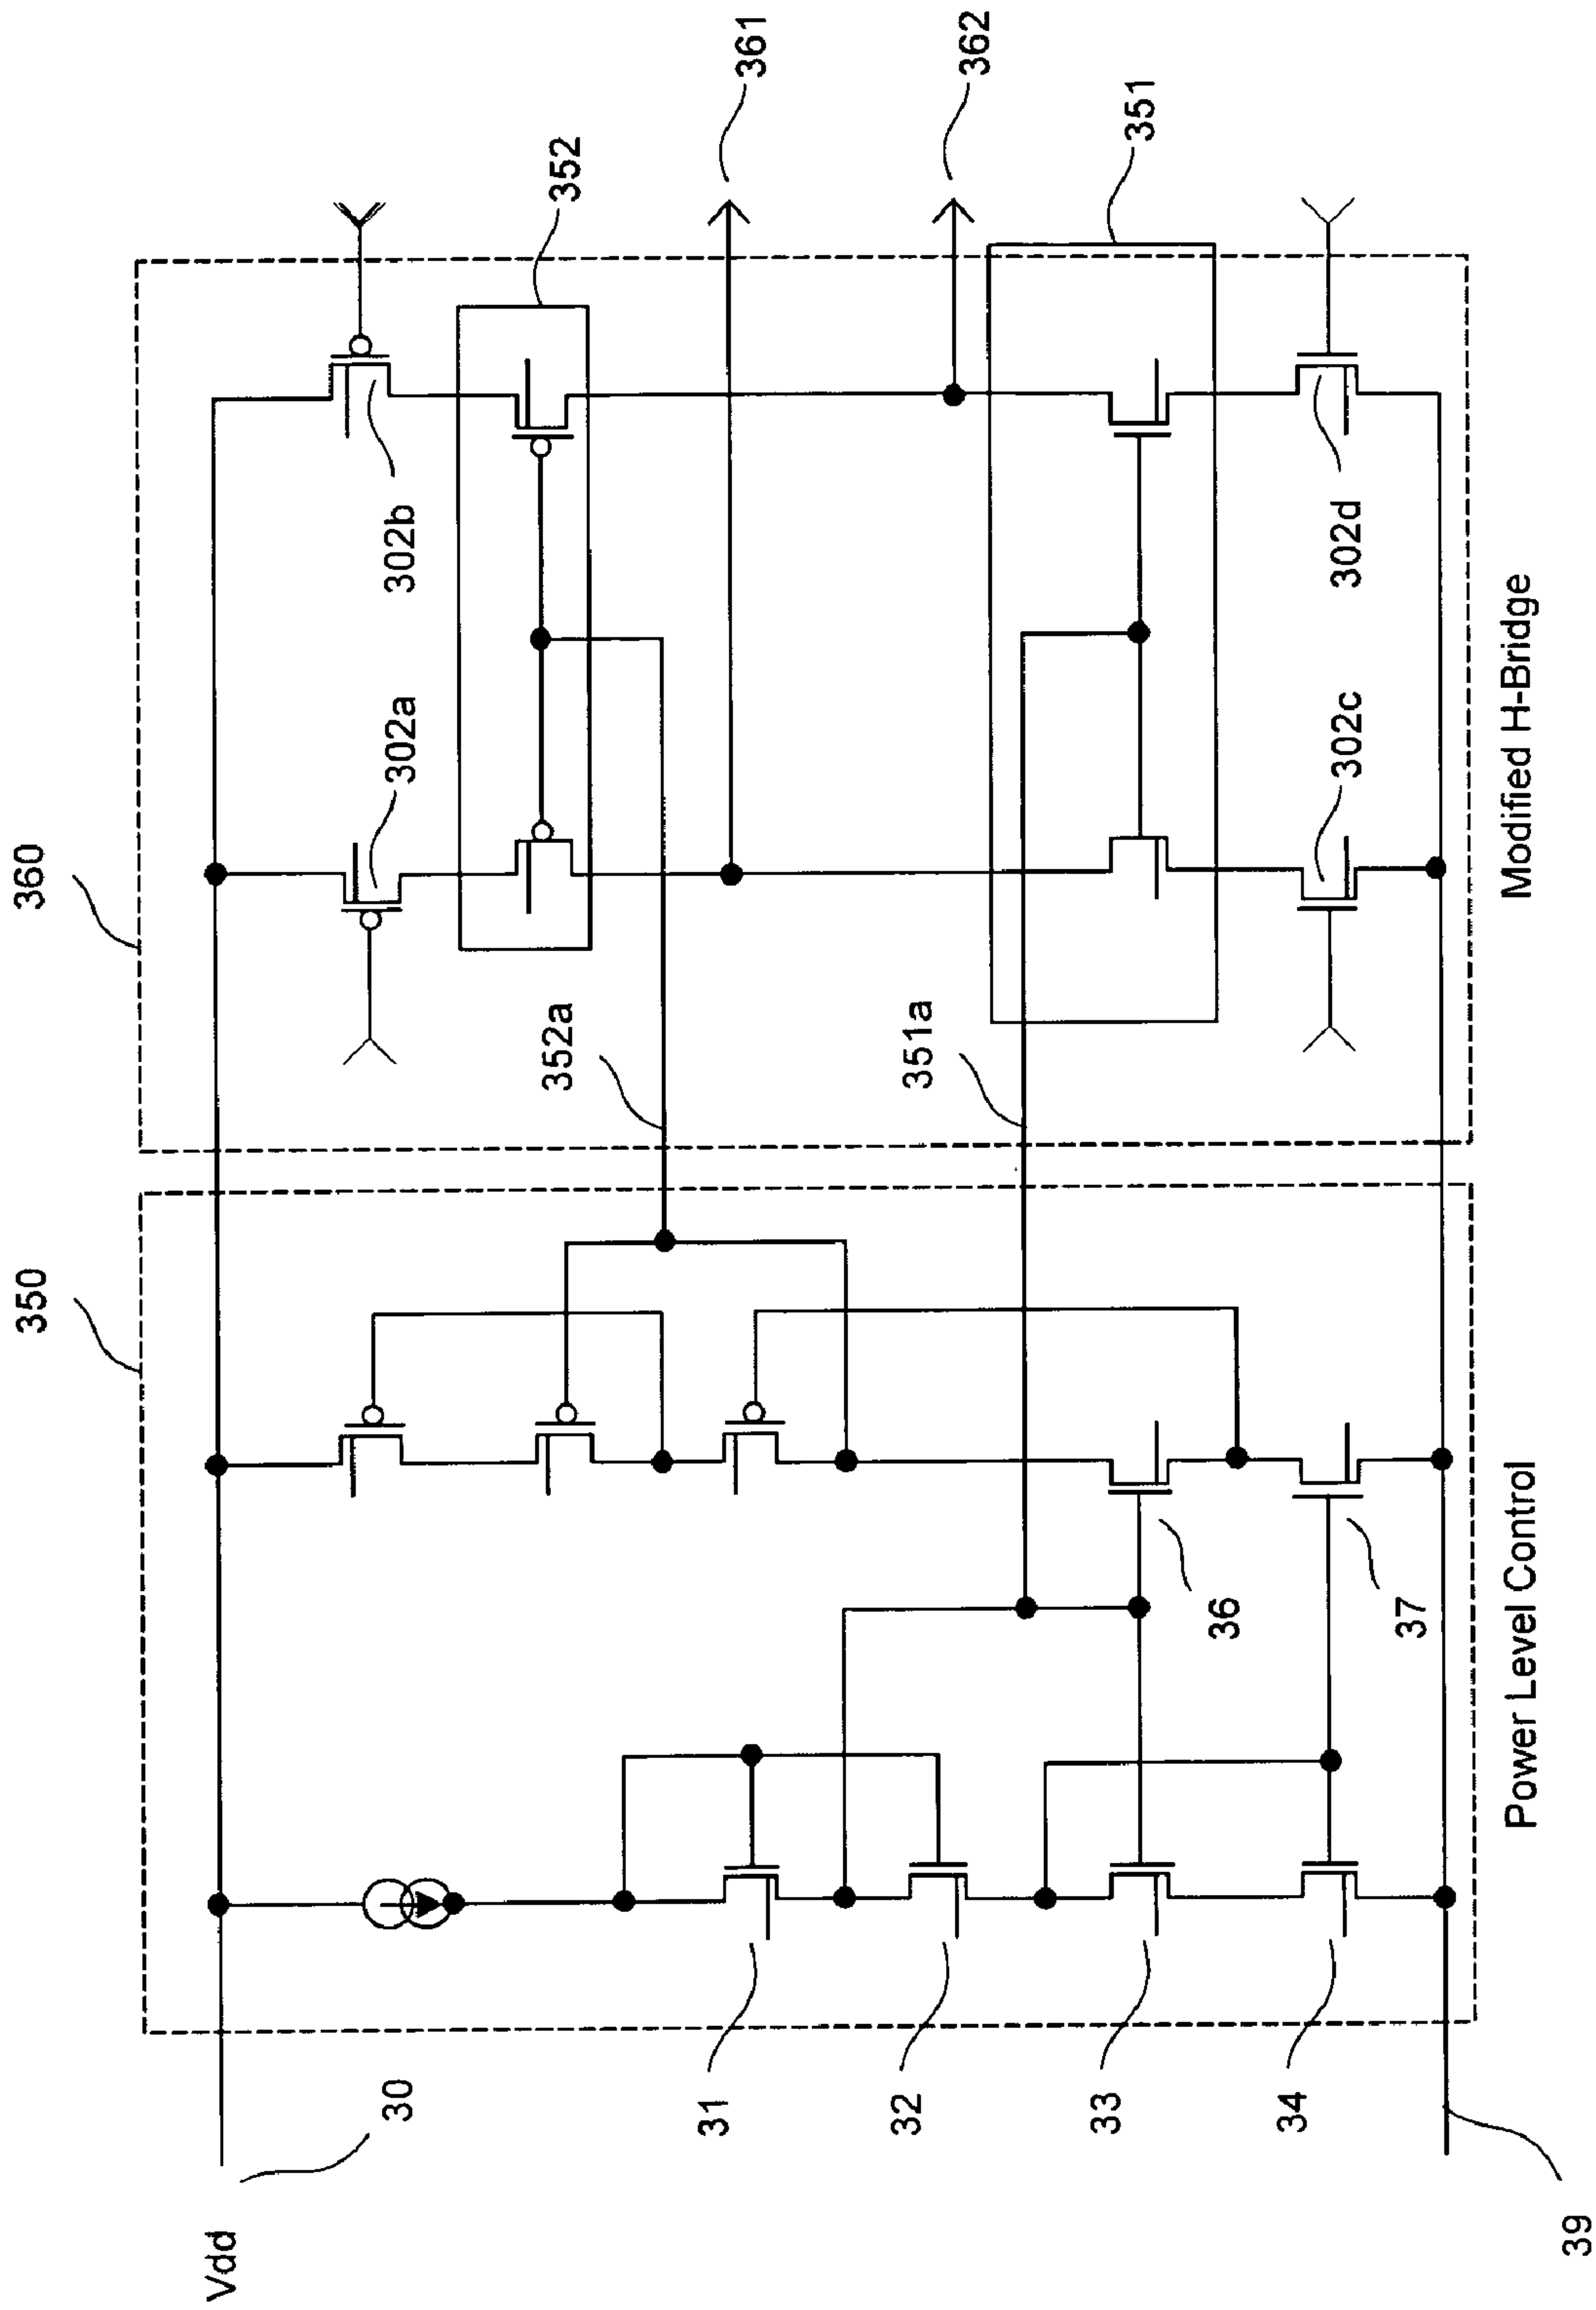 360
350
Vdd
30
31
32
33
34
39
36
37
352a
351a
302a
302b
302c
302d
352
361
362
351
Power Level Control
Modified H-Bridge